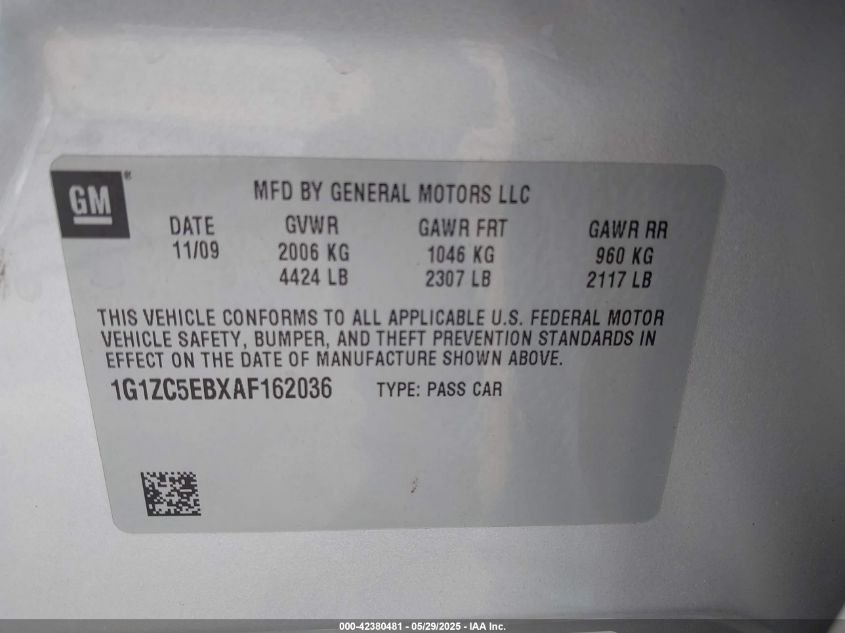 GM ®
MFD BY GENERAL MOTORS LLC
DATE GVWR GAWR FRT GAWR RR
11/09 2006 KG 1046 KG 960 KG
4424 LB 2307 LB 2117 LB
THIS VEHICLE CONFORMS TO ALL APPLICABLE U.S. FEDERAL MOTOR
VEHICLE SAFETY, BUMPER, AND THEFT PREVENTION STANDARDS IN
EFFECT ON THE DATE OF MANUFACTURE SHOWN ABOVE.
1G1ZC5EBXAF162036 TYPE: PASS CAR
000-42380481 - 05/29/2025 - IAA Inc.